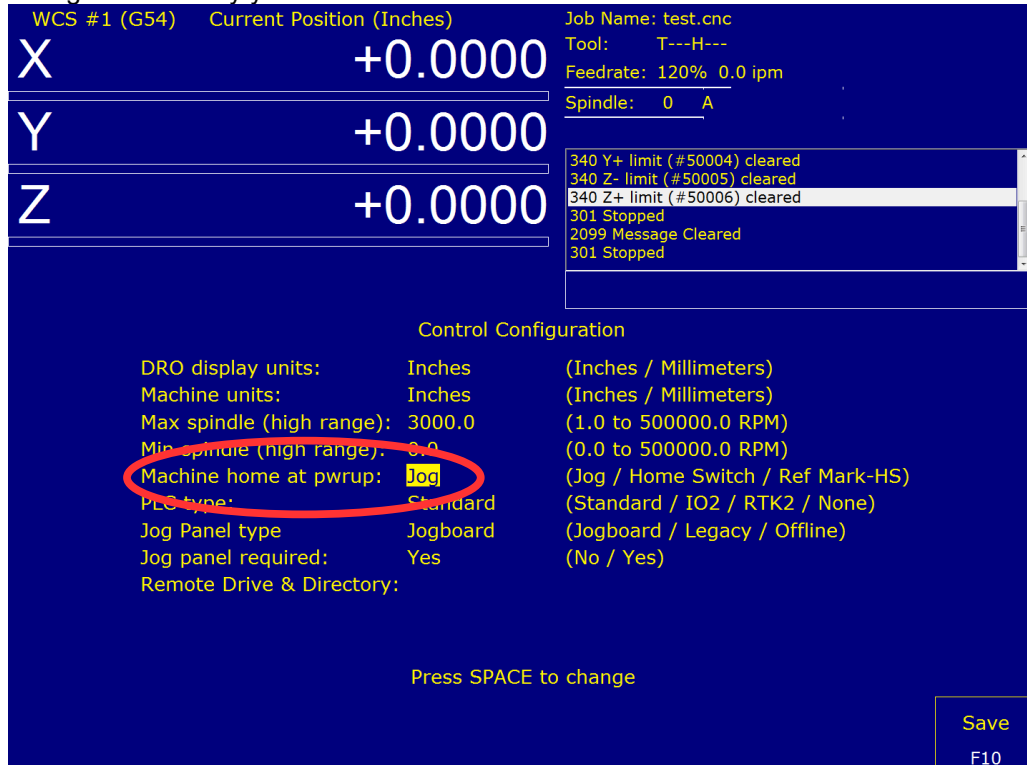 WCS #1 (G54) Current Position (Inches)
X +0.0000
Y +0.0000
Z +0.0000
Job Name: test.cnc
Tool: T---H---
Feedrate: 120% 0.0 ipm
Spindle: 0 A
340 Y+ limit (#50004) cleared
340 Z- limit (#50005) cleared
340 Z+ limit (#50006) cleared
301 Stopped
2099 Message Cleared
301 Stopped
Control Configuration
DRO display units: Inches (Inches / Millimeters)
Machine units: Inches (Inches / Millimeters)
Max spindle (high range): 3000.0 (1.0 to 500000.0 RPM)
Min spindle (high range): 0.0 (0.0 to 500000.0 RPM)
Machine home at pwrup: Jog (Jog / Home Switch / Ref Mark-HS)
PLC type: Standard (Standard / IO2 / RTK2 / None)
Jog Panel type Jogboard (Jogboard / Legacy / Offline)
Jog panel required: Yes (No / Yes)
Remote Drive & Directory:
Press SPACE to change
Save
F10